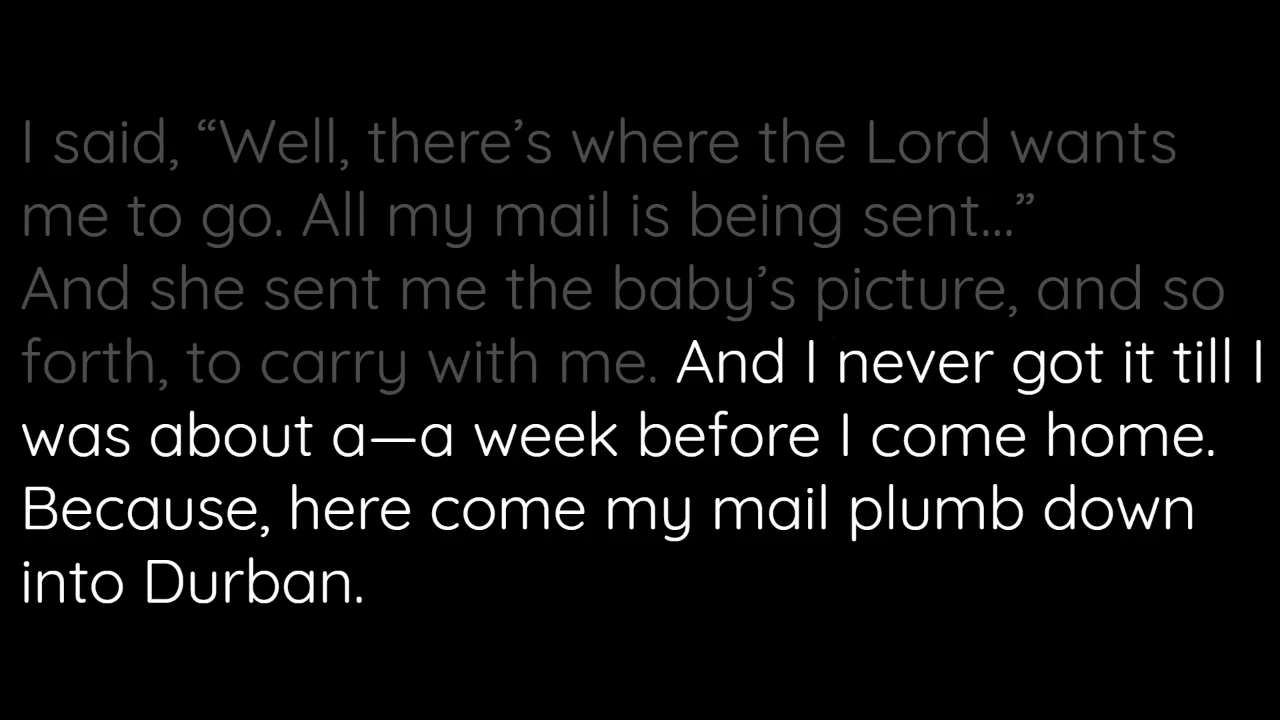 I said, “Well, there’s where the Lord wants
me to go. All my mail is being sent...”
And she sent me the baby’s picture, and so
forth, to carry with me. And I never got it till I
was about a—a week before I come home.
Because, here come my mail plumb down
into Durban.